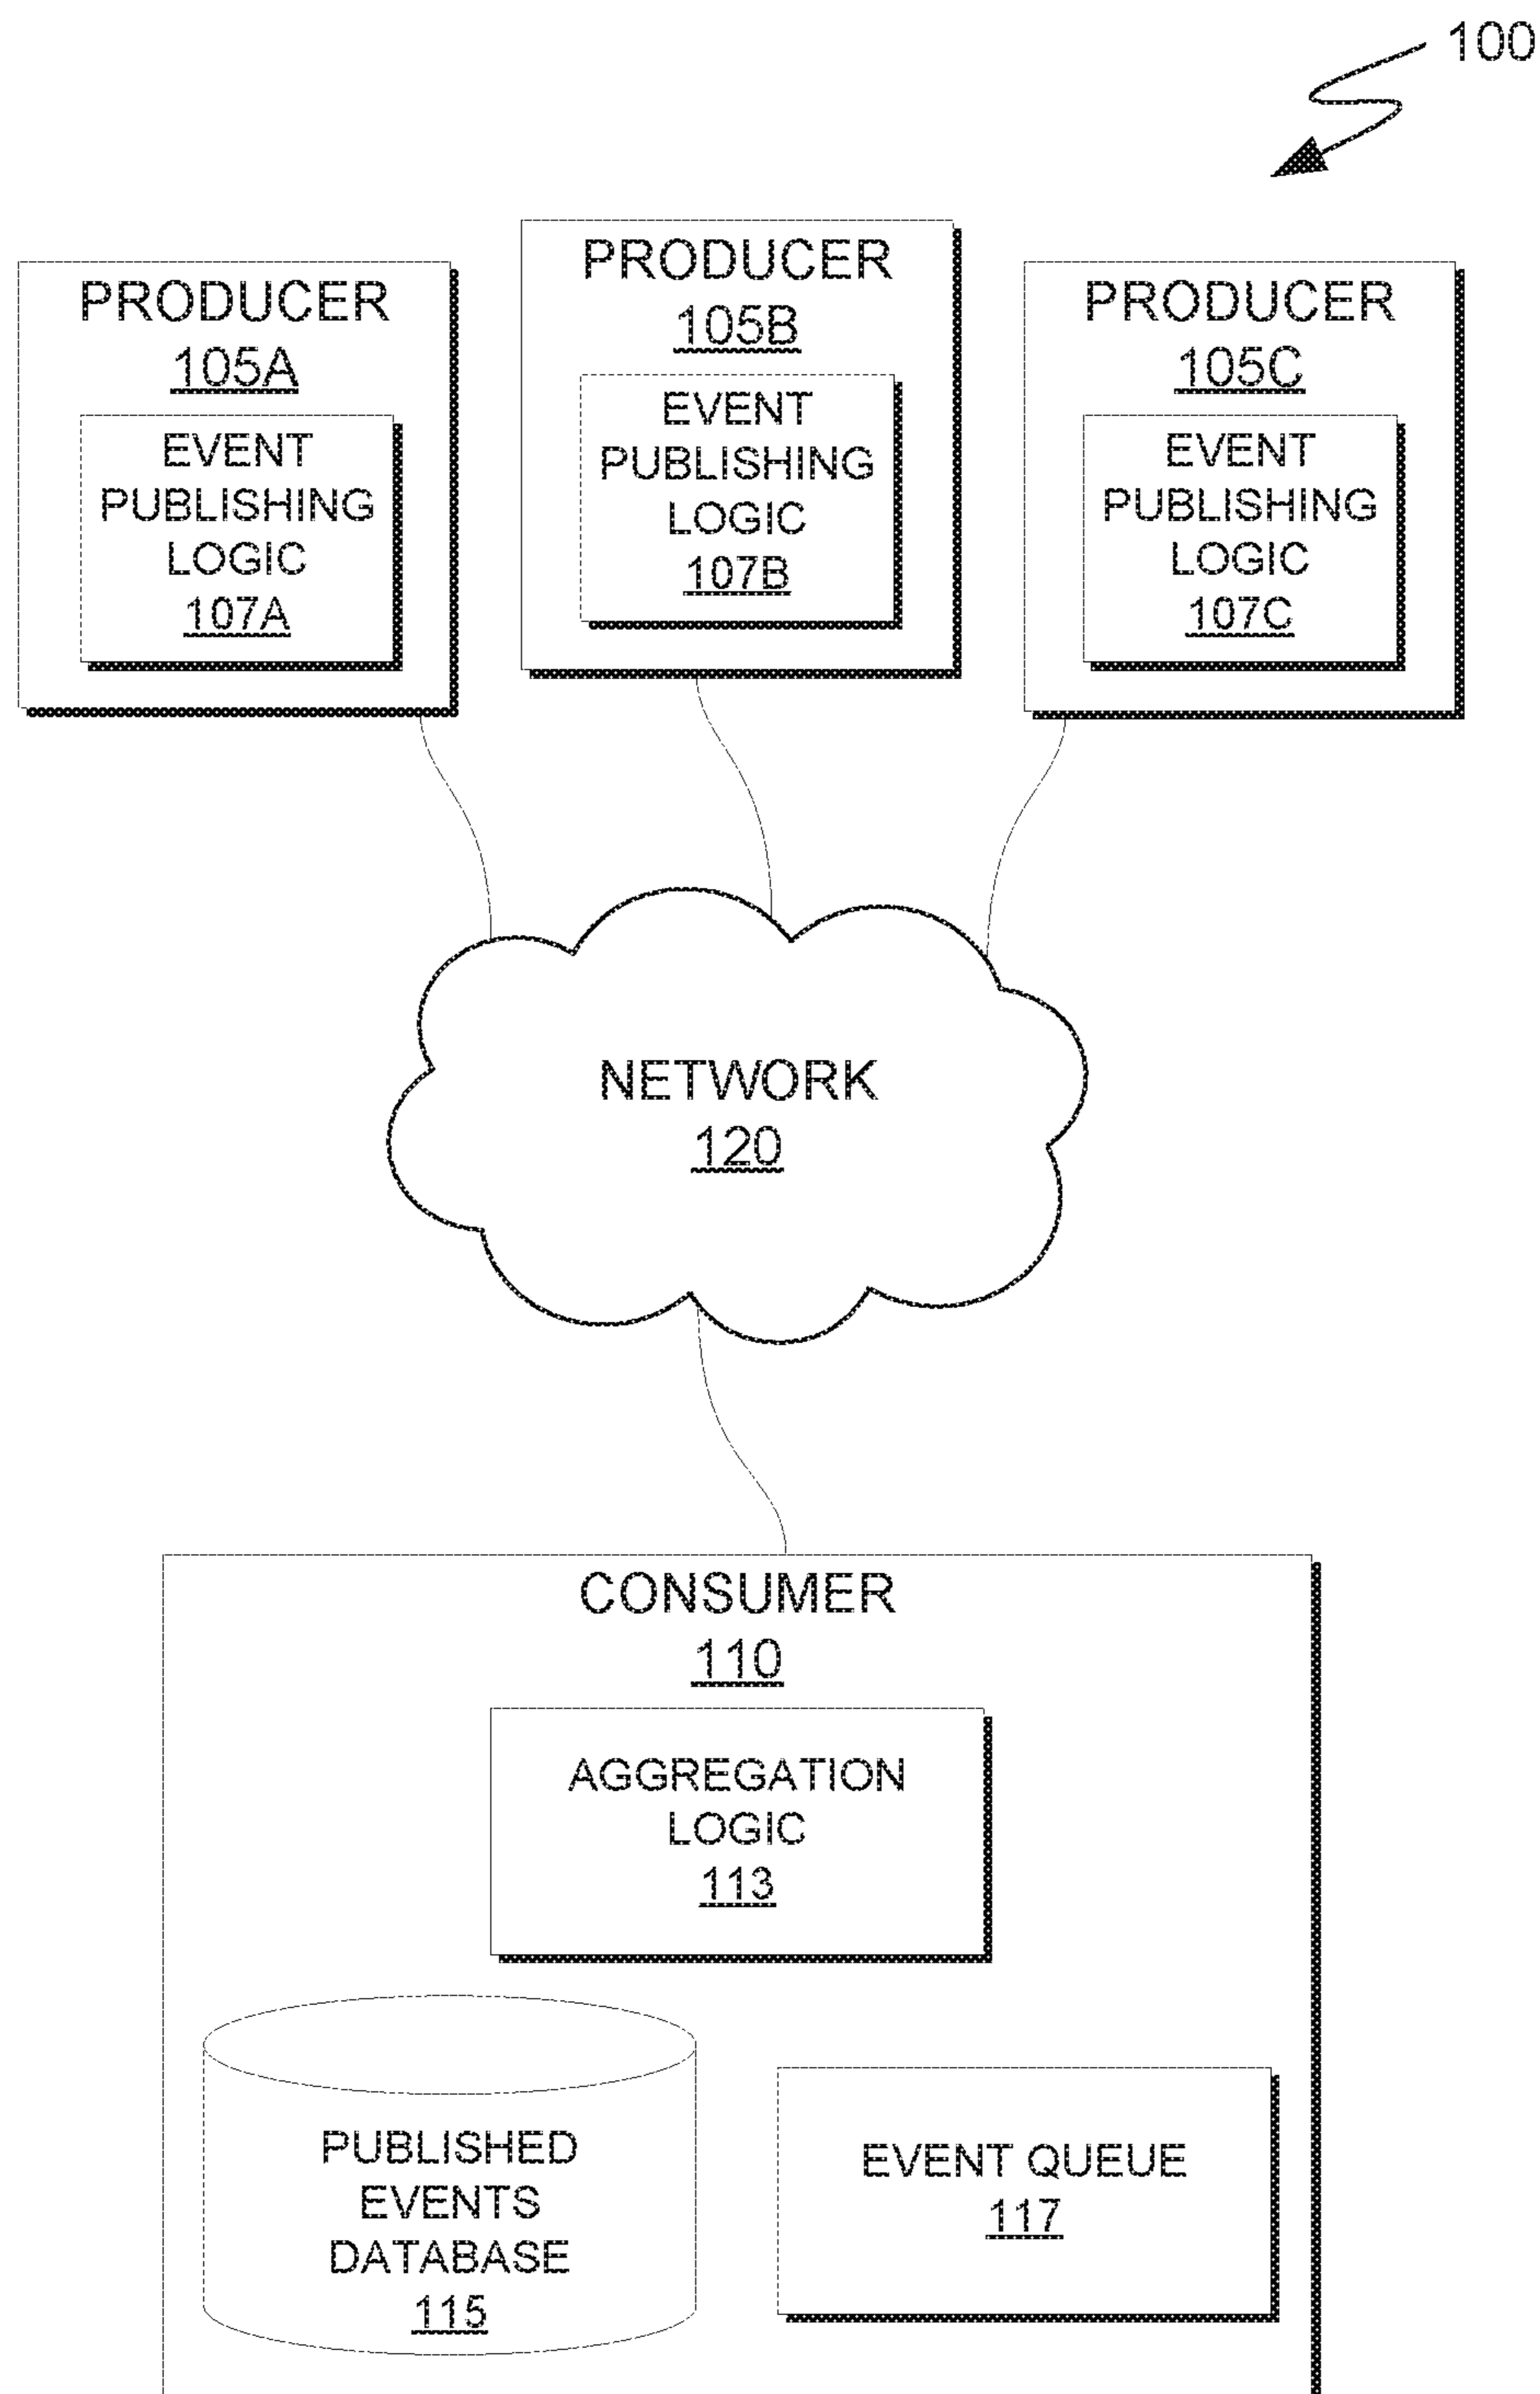 100
PRODUCER
105A
EVENT
PUBLISHING
LOGIC
107A
PRODUCER
105B
EVENT
PUBLISHING
LOGIC
107B
PRODUCER
105C
EVENT
PUBLISHING
LOGIC
107C
NETWORK
120
CONSUMER
110
AGGREGATION
LOGIC
113
PUBLISHED
EVENTS
DATABASE
115
EVENT QUEUE
117